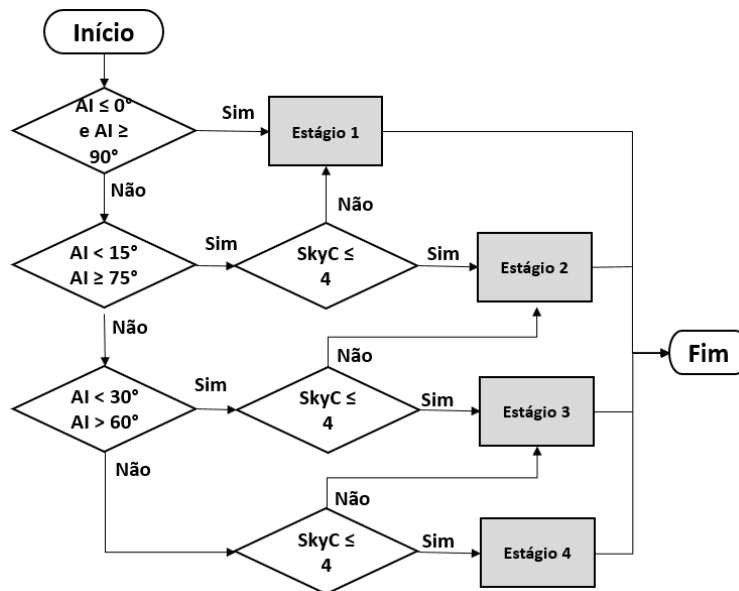 Início
AI ≤ 0°
e AI ≥
90°
Sim
Estágio 1
Não
Não
AI < 15°
AI ≥ 75°
Sim
SkyC ≤
4
Sim
Estágio 2
Não
Não
Fim
AI < 30°
AI > 60°
Sim
SkyC ≤
4
Sim
Estágio 3
Não
Não
SkyC ≤
4
Sim
Estágio 4